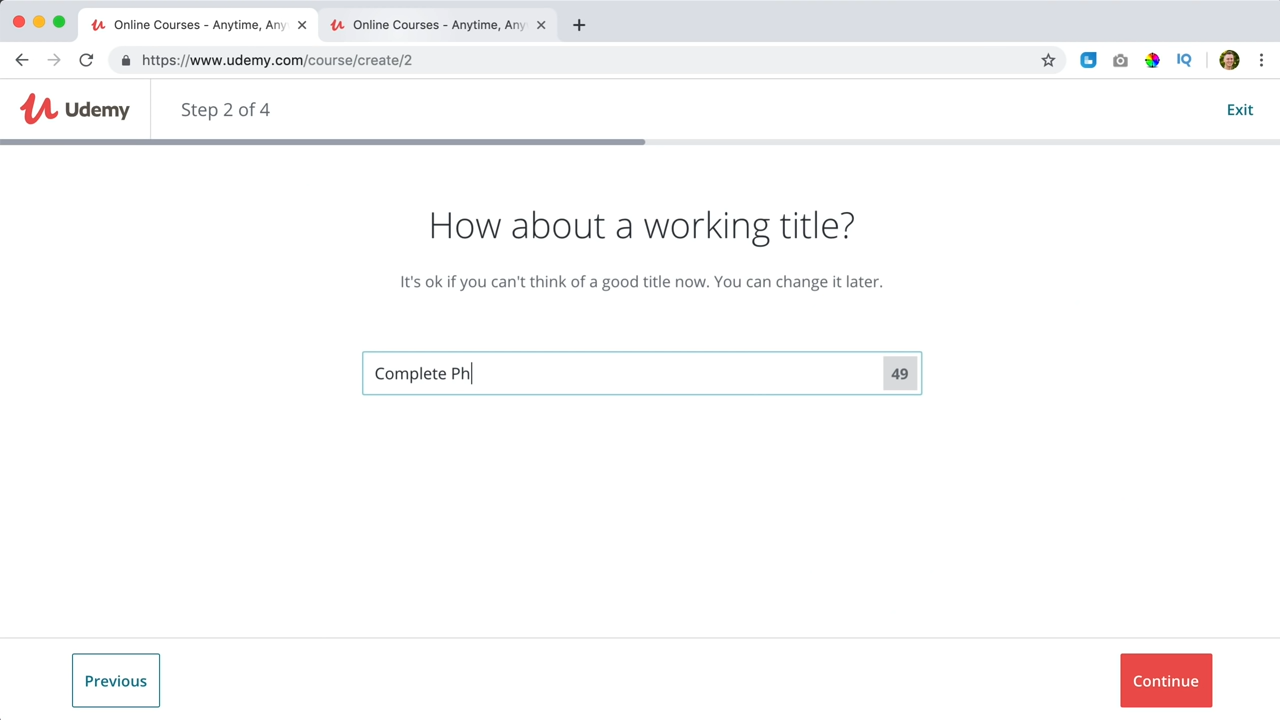 Online Courses - Anytime, Any
Online Courses - Anytime, Any
https://www.udemy.com/course/create/2
IQ
Udemy
Step 2 of 4
Exit
How about a working title?
It's ok if you can't think of a good title now. You can change it later.
Complete Ph
49
Previous
Continue